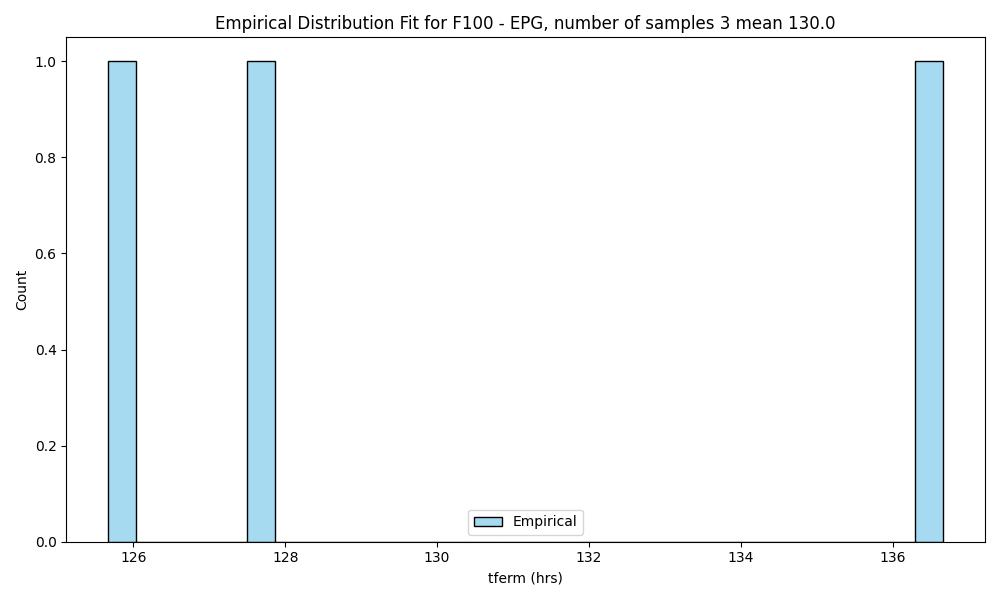 Empirical Distribution Fit for F100 - EPG, number of samples 3 mean 130.0
1.0
0.8
0.6
0.4
0.2
0.0
Count
Empirical
126 128 130 132 134 136
tferm (hrs)